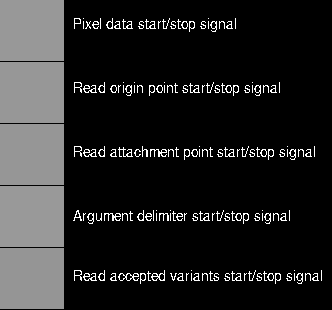 Pixel data start/stop signal
Read origin point start/stop signal
Read attachment point start/stop signal
Argument delimiter start/stop signal
Read accepted variants start/stop signal